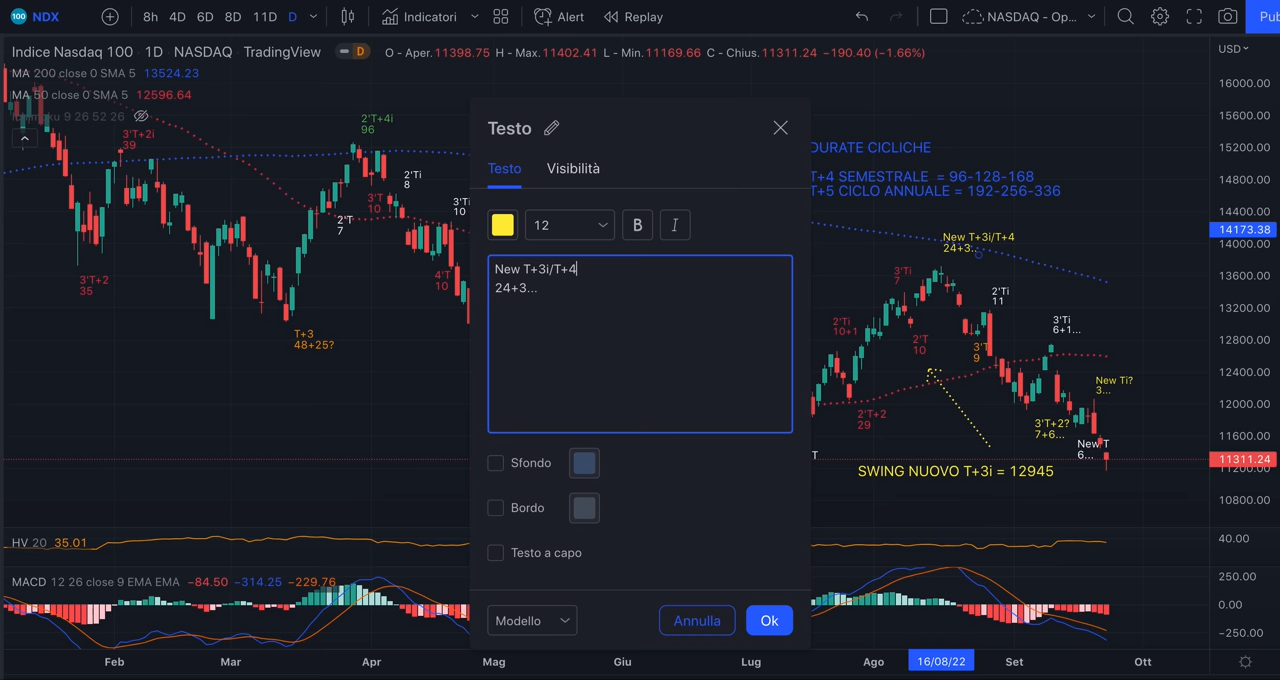 100 NDX 8h 4D 6D 8D 11D D Indicatori Alert Replay NASDAQ - Op... Pub
Indice Nasdaq 100 · 1D · NASDAQ · TradingView D O - Aper.11398.75 H - Max.11402.41 L - Min.11169.66 C - Chius.11311.24 −190.40 (−1.66%)
USD
MA 200 close 0 SMA 5 13524.23
MA 50 close 0 SMA 5 12596.64
9 26 52 26
3'T+2i
39
2'T+4i
96
2'Ti
8
3'T
10
2'T
7
3'Ti
10
4'T
10
3'T+2
35
T+3
48+25?
Testo
Testo Visibilità
12 B I
New T+3i/T+4
24+3...
Sfondo
Bordo
Testo a capo
Modello Annulla Ok
DURATE CICLICHE
T+4 SEMESTRALE = 96-128-168
T+5 CICLO ANNUALE = 192-256-336
New T+3i/T+4
24+3...
3'Ti
7
2'Ti
11
2'Ti
10+1
2'T
10
3'T
9
3'Ti
6+1...
New Ti?
3...
2'T+2
29
3'T+2?
7+6...
New T
6...
T
SWING NUOVO T+3i = 12945
16000.00
15600.00
15200.00
14800.00
14400.00
14173.38
14000.00
13600.00
13200.00
12800.00
12400.00
12000.00
11600.00
11311.24
11200.00
10800.00
HV 20 35.01
40.00
MACD 12 26 close 9 EMA EMA −84.50 −314.25 −229.76
250.00
0.00
−250.00
Feb Mar Apr Mag Giu Lug Ago 16/08/22 Set Ott